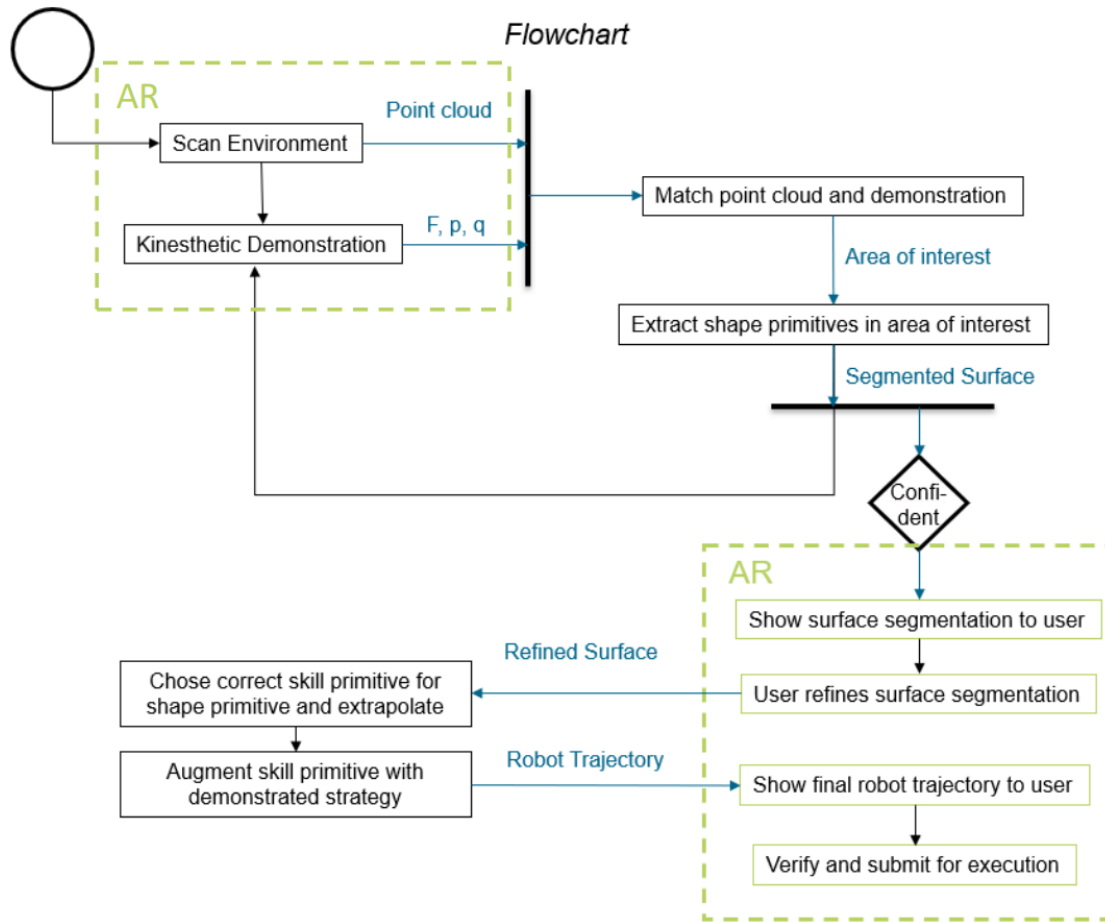 Flowchart
AR
Point cloud
Scan Environment
Match point cloud and demonstration
F, p, q
Kinesthetic Demonstration
Area of interest
Extract shape primitives in area of interest
Segmented Surface
Confi-
dent
AR
Show surface segmentation to user
Refined Surface
Chose correct skill primitive for
shape primitive and extrapolate
User refines surface segmentation
Robot Trajectory
Augment skill primitive with
demonstrated strategy
Show final robot trajectory to user
Verify and submit for execution